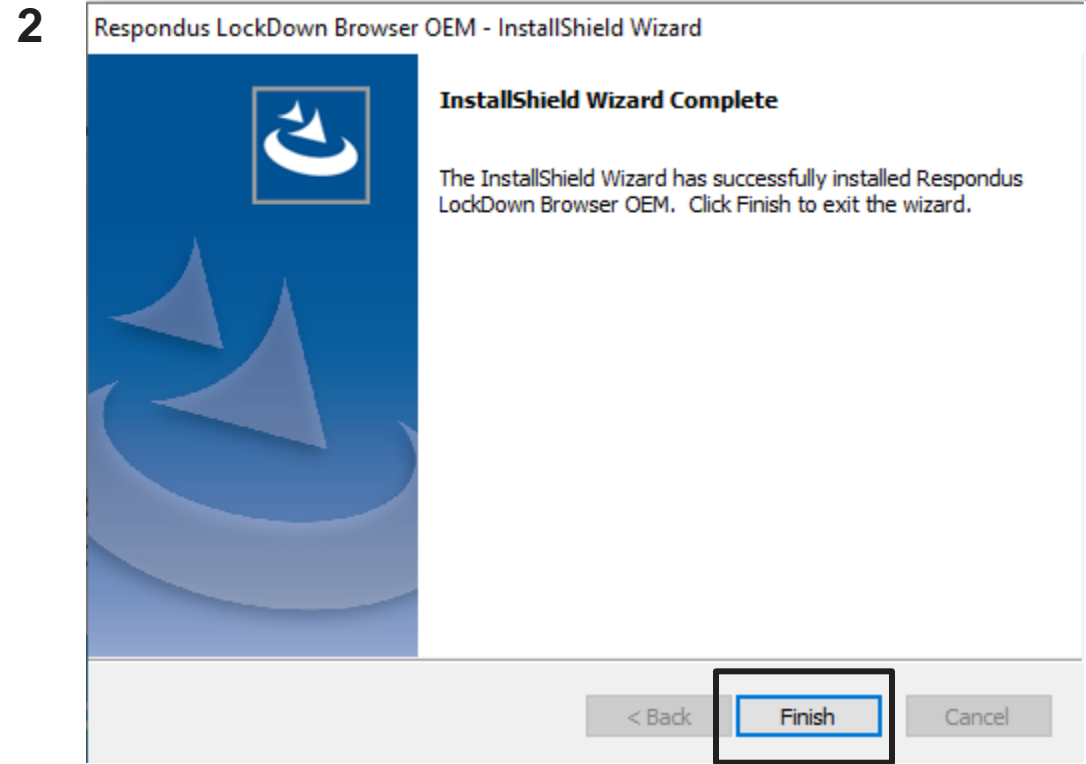 2
Respondus LockDown Browser OEM - InstallShield Wizard
InstallShield Wizard Complete
The InstallShield Wizard has successfully installed Respondus
LockDown Browser OEM.  Click Finish to exit the wizard.
< Back
Finish
Cancel